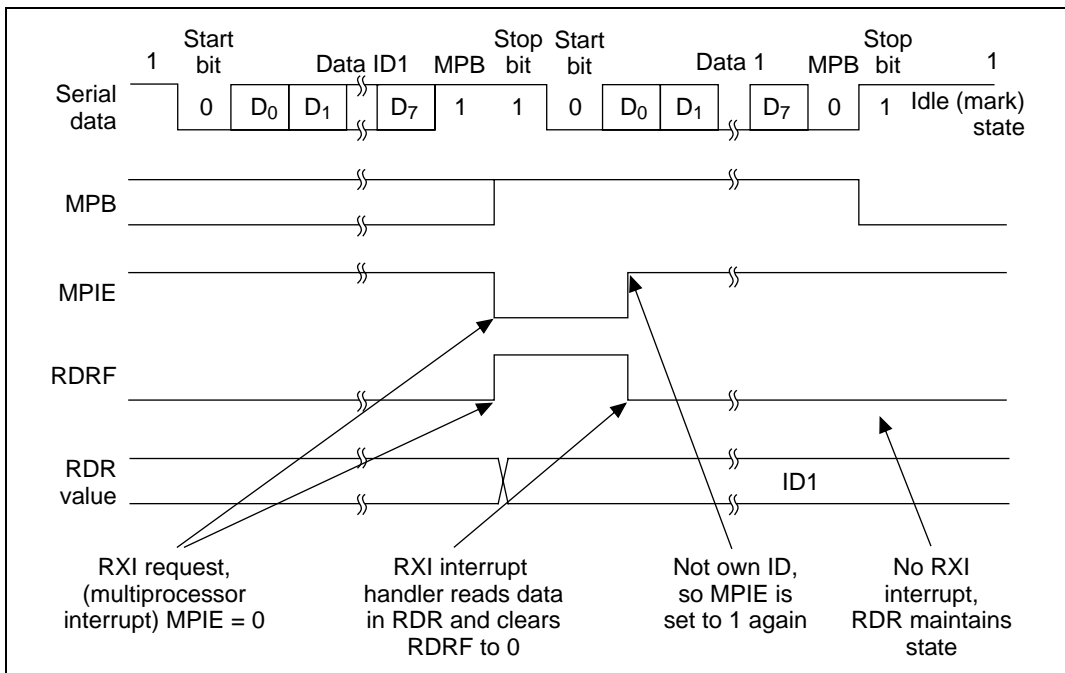 1 Start bit Data ID1 MPB Stop bit Start bit Data 1 MPB Stop bit 1
Serial data 0 D0 D1 D7 1 1 0 D0 D1 D7 0 1 Idle (mark) state
MPB
MPIE
RDRF
RDR value ID1
RXI request,
(multiprocessor
interrupt) MPIE = 0
RXI interrupt
handler reads data
in RDR and clears
RDRF to 0
Not own ID,
so MPIE is
set to 1 again
No RXI
interrupt,
RDR maintains
state